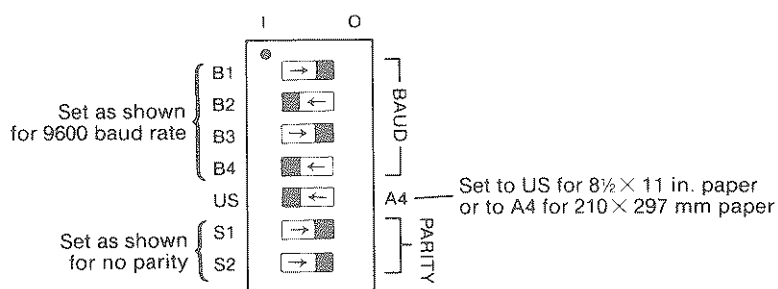 I O
B1
B2
B3
B4
US
S1
S2
Set as shown
for 9600 baud rate
Set as shown
for no parity
BAUD
A4
PARITY
Set to US for 8½ × 11 in. paper
or to A4 for 210 × 297 mm paper